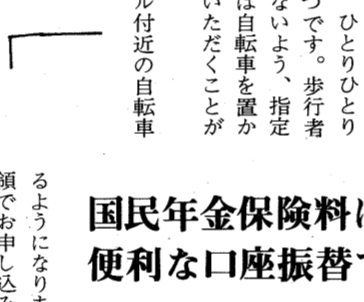 ひとりひとり
つです。歩行者
ないよう、指定
は自転車を置か
いただくことが
ル付近の自転車
国民年金保険料は
便利な口座振替で
るようになりま
領でお申し込み